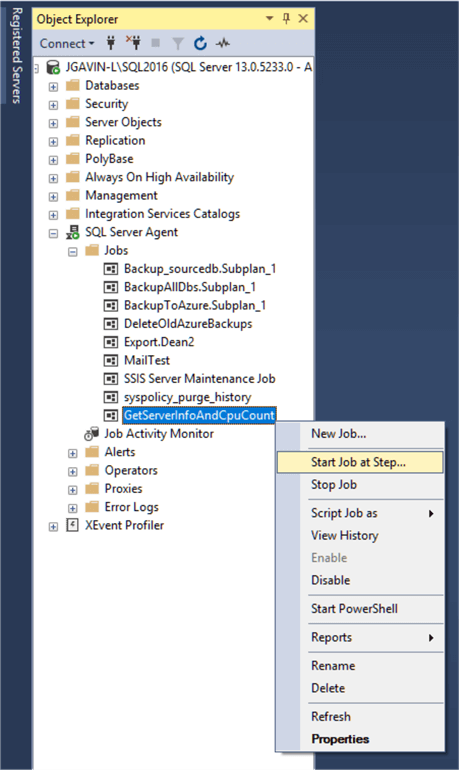 Registered Servers
Object Explorer
Connect
JGAVIN-L\SQL2016 (SQL Server 13.0.5233.0 - A
Databases
Security
Server Objects
Replication
PolyBase
Always On High Availability
Management
Integration Services Catalogs
SQL Server Agent
Jobs
Backup_sourcedb.Subplan_1
BackupAllDbs.Subplan_1
BackupToAzure.Subplan_1
DeleteOldAzureBackups
Export.Dean2
MailTest
SSIS Server Maintenance Job
syspolicy_purge_history
GetServerInfoAndCpuCount
Job Activity Monitor
Alerts
Operators
Proxies
Error Logs
XEvent Profiler
New Job...
Start Job at Step...
Stop Job
Script Job as
View History
Enable
Disable
Start PowerShell
Reports
Rename
Delete
Refresh
Properties